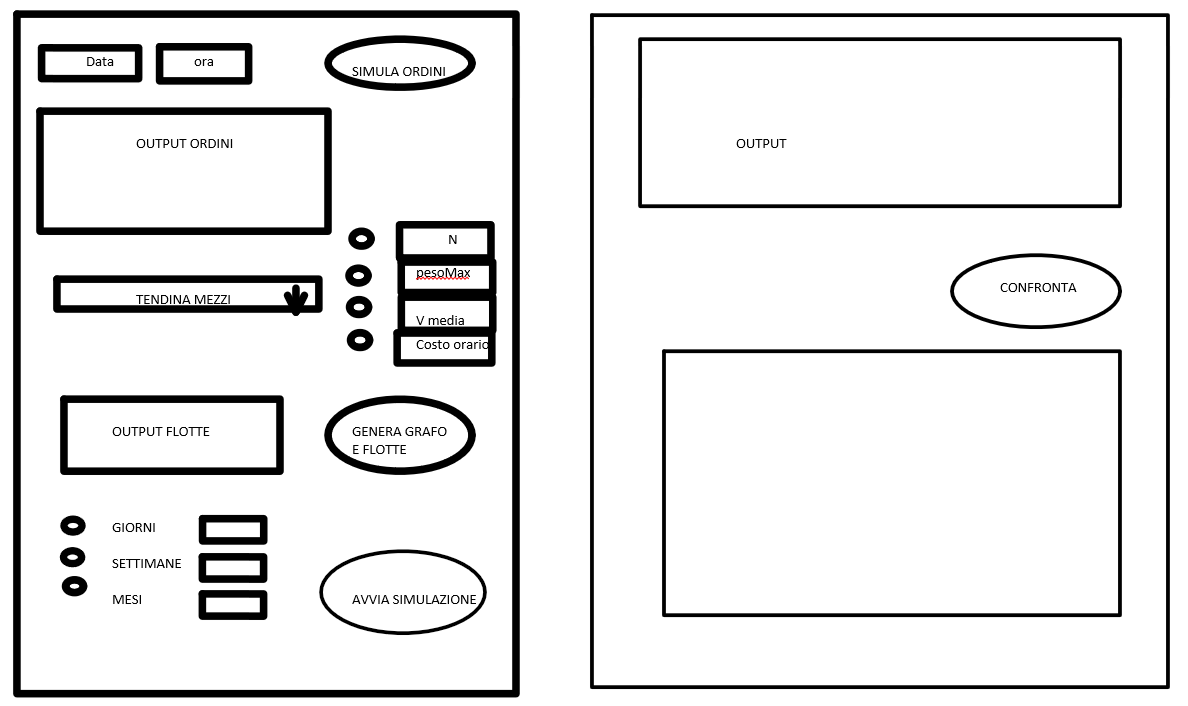 Data
ora
SIMULA ORDINI
OUTPUT ORDINI
N
pesoMax
TENDINA MEZZI
V media
Costo orario
OUTPUT FLOTTE
GENERA GRAFO
E FLOTTE
GIORNI
SETTIMANE
MESI
AVVIA SIMULAZIONE
OUTPUT
CONFRONTA